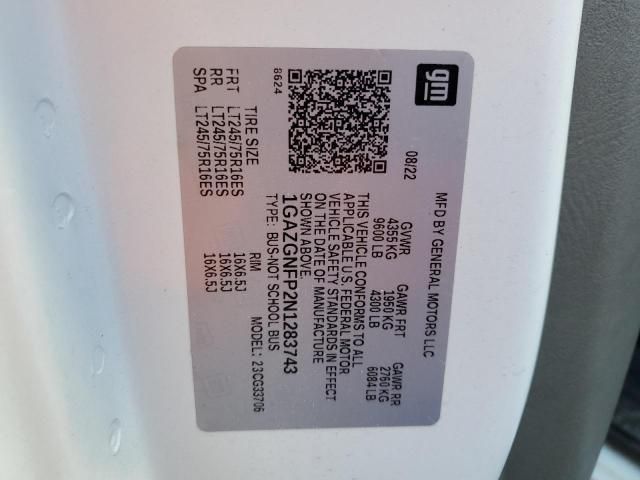 gm
MFD BY GENERAL MOTORS LLC
08/22 GVWR GAWR FRT GAWR RR
4355 KG 1950 KG 2760 KG
9600 LB 4300 LB 6084 LB
THIS VEHICLE CONFORMS TO ALL
APPLICABLE U.S. FEDERAL MOTOR
VEHICLE SAFETY STANDARDS IN EFFECT
ON THE DATE OF MANUFACTURE
SHOWN ABOVE.
1GAZGNFP2N1283743
TYPE: BUS-NOT SCHOOL BUS
MODEL: 23CG33706
8624
TIRE SIZE RIM
FRT LT245/75R16ES 16X6.5J
RR LT245/75R16ES 16X6.5J
SPA LT245/75R16ES 16X6.5J